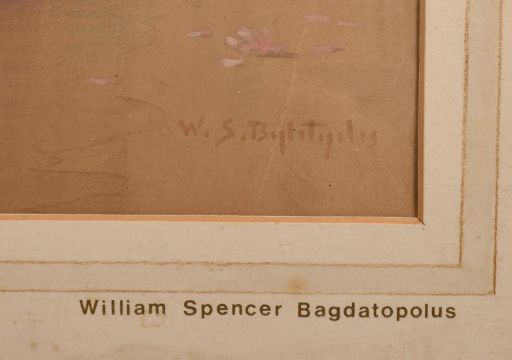 W. S. 
William Spencer Bagdatopolus